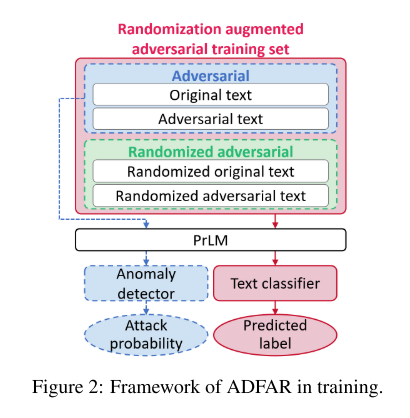 Randomization augmented
adversarial training set
Adversarial
Original text
Adversarial text
Randomized adversarial
Randomized original text
Randomized adversarial text
PrLM
Anomaly
detector
Text classifier
Attack
probability
Predicted
label
Figure 2: Framework of ADFAR in training.